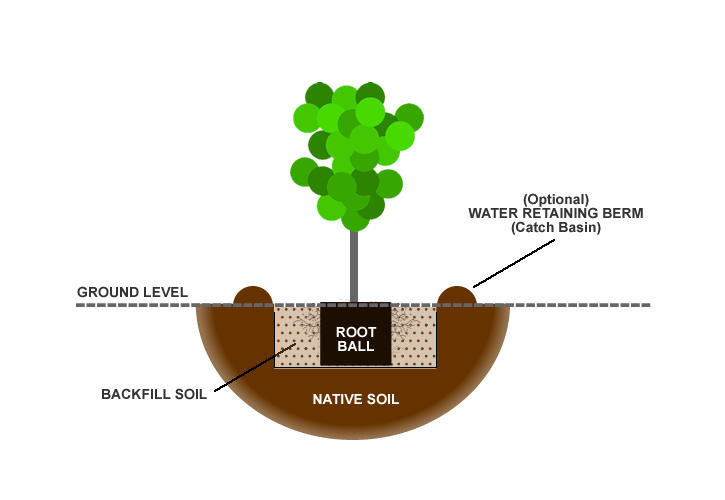 (Optional)
WATER RETAINING BERM
(Catch Basin)
GROUND LEVEL
ROOT
BALL
BACKFILL SOIL
NATIVE SOIL